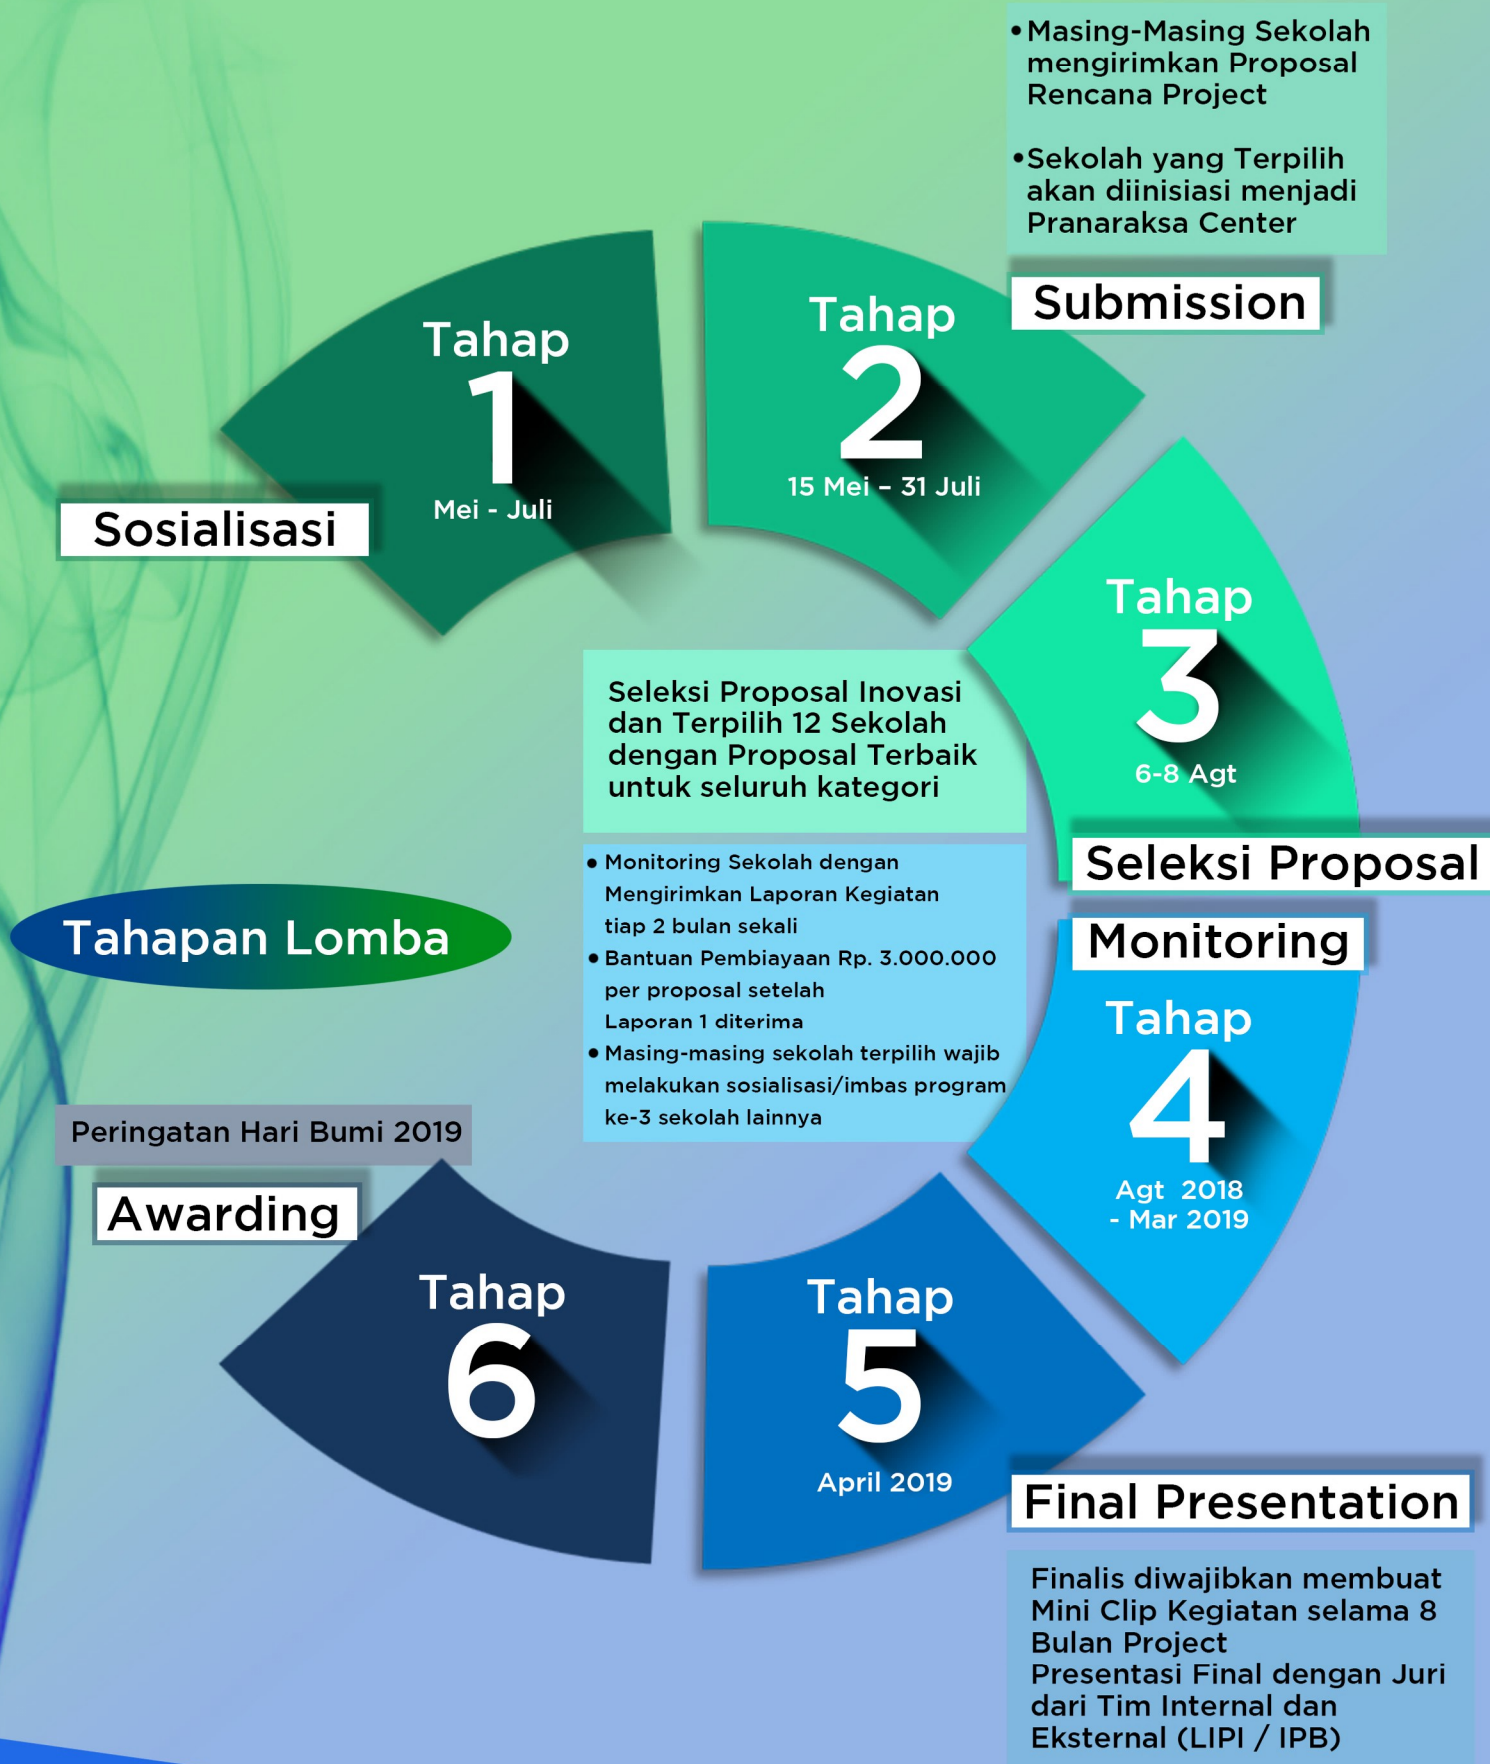 Tahapan Lomba
Tahap
1
Mei - Juli
Sosialisasi
• Masing-Masing Sekolah
mengirimkan Proposal
Rencana Project
• Sekolah yang Terpilih
akan diinisiasi menjadi
Pranaraksa Center
Submission
Tahap
2
15 Mei – 31 Juli
Tahap
3
6-8 Agt
Seleksi Proposal
Seleksi Proposal Inovasi
dan Terpilih 12 Sekolah
dengan Proposal Terbaik
untuk seluruh kategori
Monitoring
Tahap
4
Agt 2018
- Mar 2019
• Monitoring Sekolah dengan
Mengirimkan Laporan Kegiatan
tiap 2 bulan sekali
• Bantuan Pembiayaan Rp. 3.000.000
per proposal setelah
Laporan 1 diterima
• Masing-masing sekolah terpilih wajib
melakukan sosialisasi/imbas program
ke-3 sekolah lainnya
Tahap
5
April 2019
Final Presentation
Finalis diwajibkan membuat
Mini Clip Kegiatan selama 8
Bulan Project
Presentasi Final dengan Juri
dari Tim Internal dan
Eksternal (LIPI / IPB)
Peringatan Hari Bumi 2019
Awarding
Tahap
6